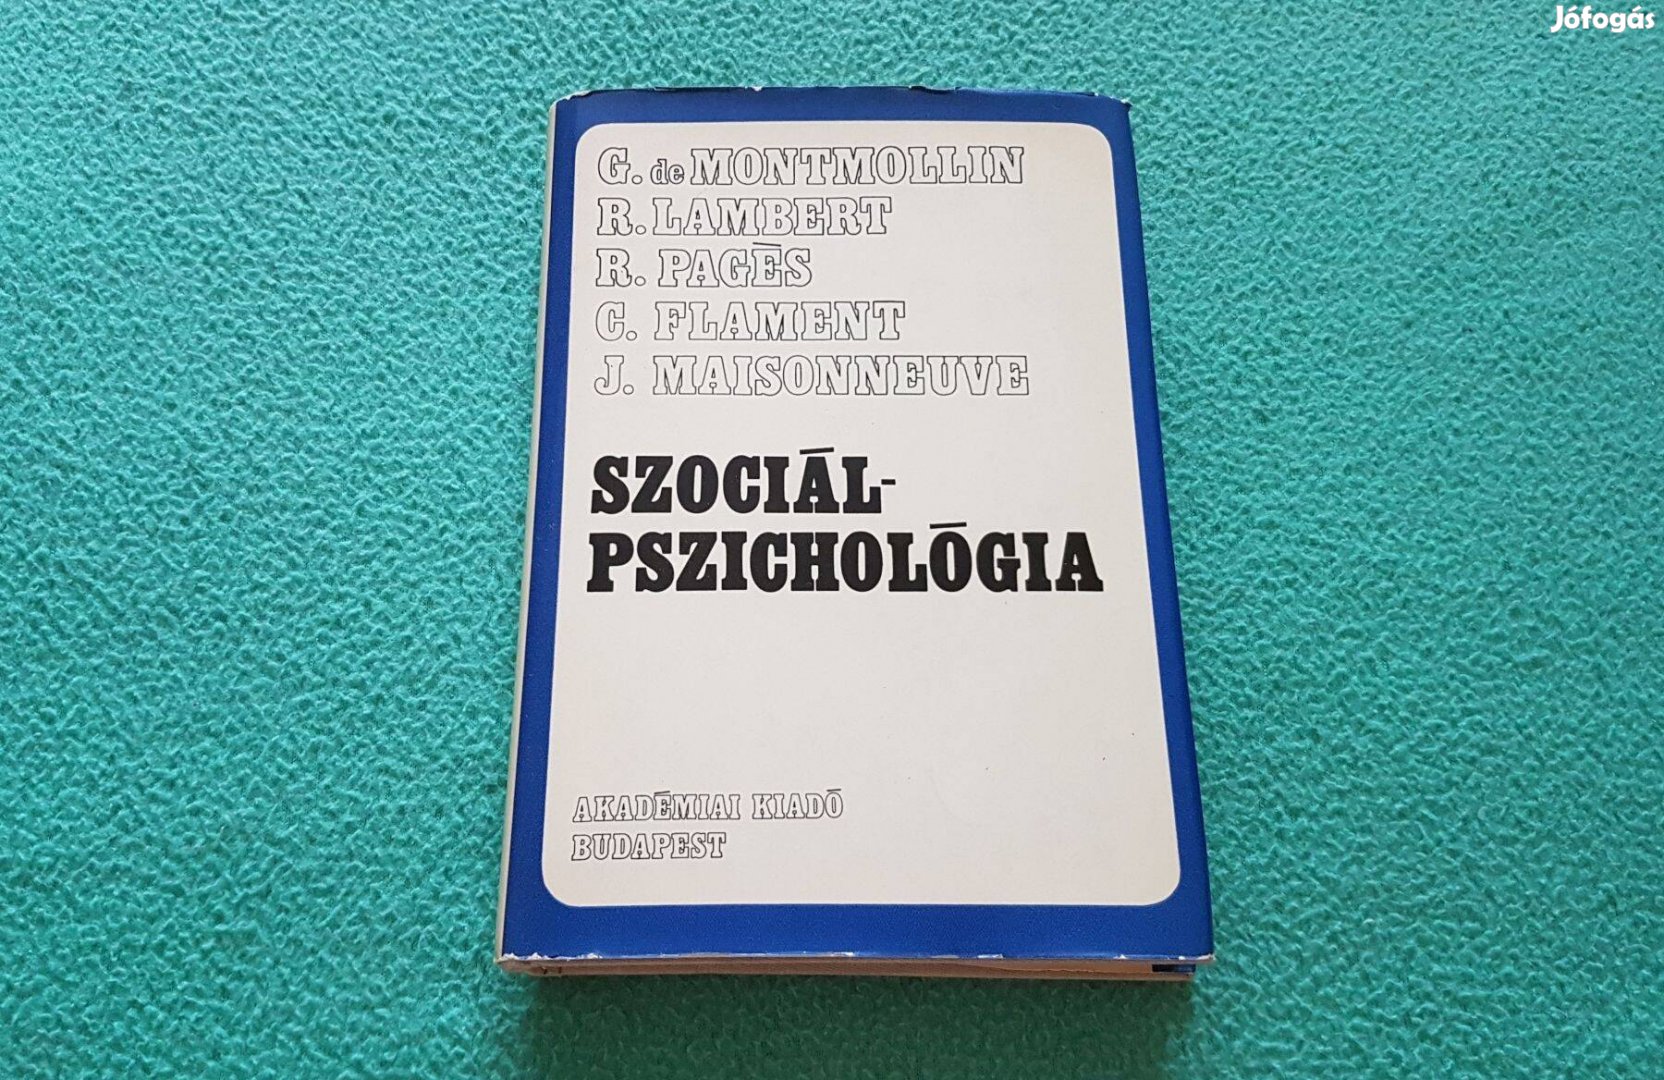 Jófogás
G. de MONTMOLLIN
R. LAMBERT
R. PAGÈS
C. FLAMENT
J. MAISONNEUVE
SZOCIÁL-
PSZICHOLÓGIA
AKADÉMIAI KIADÓ
BUDAPEST